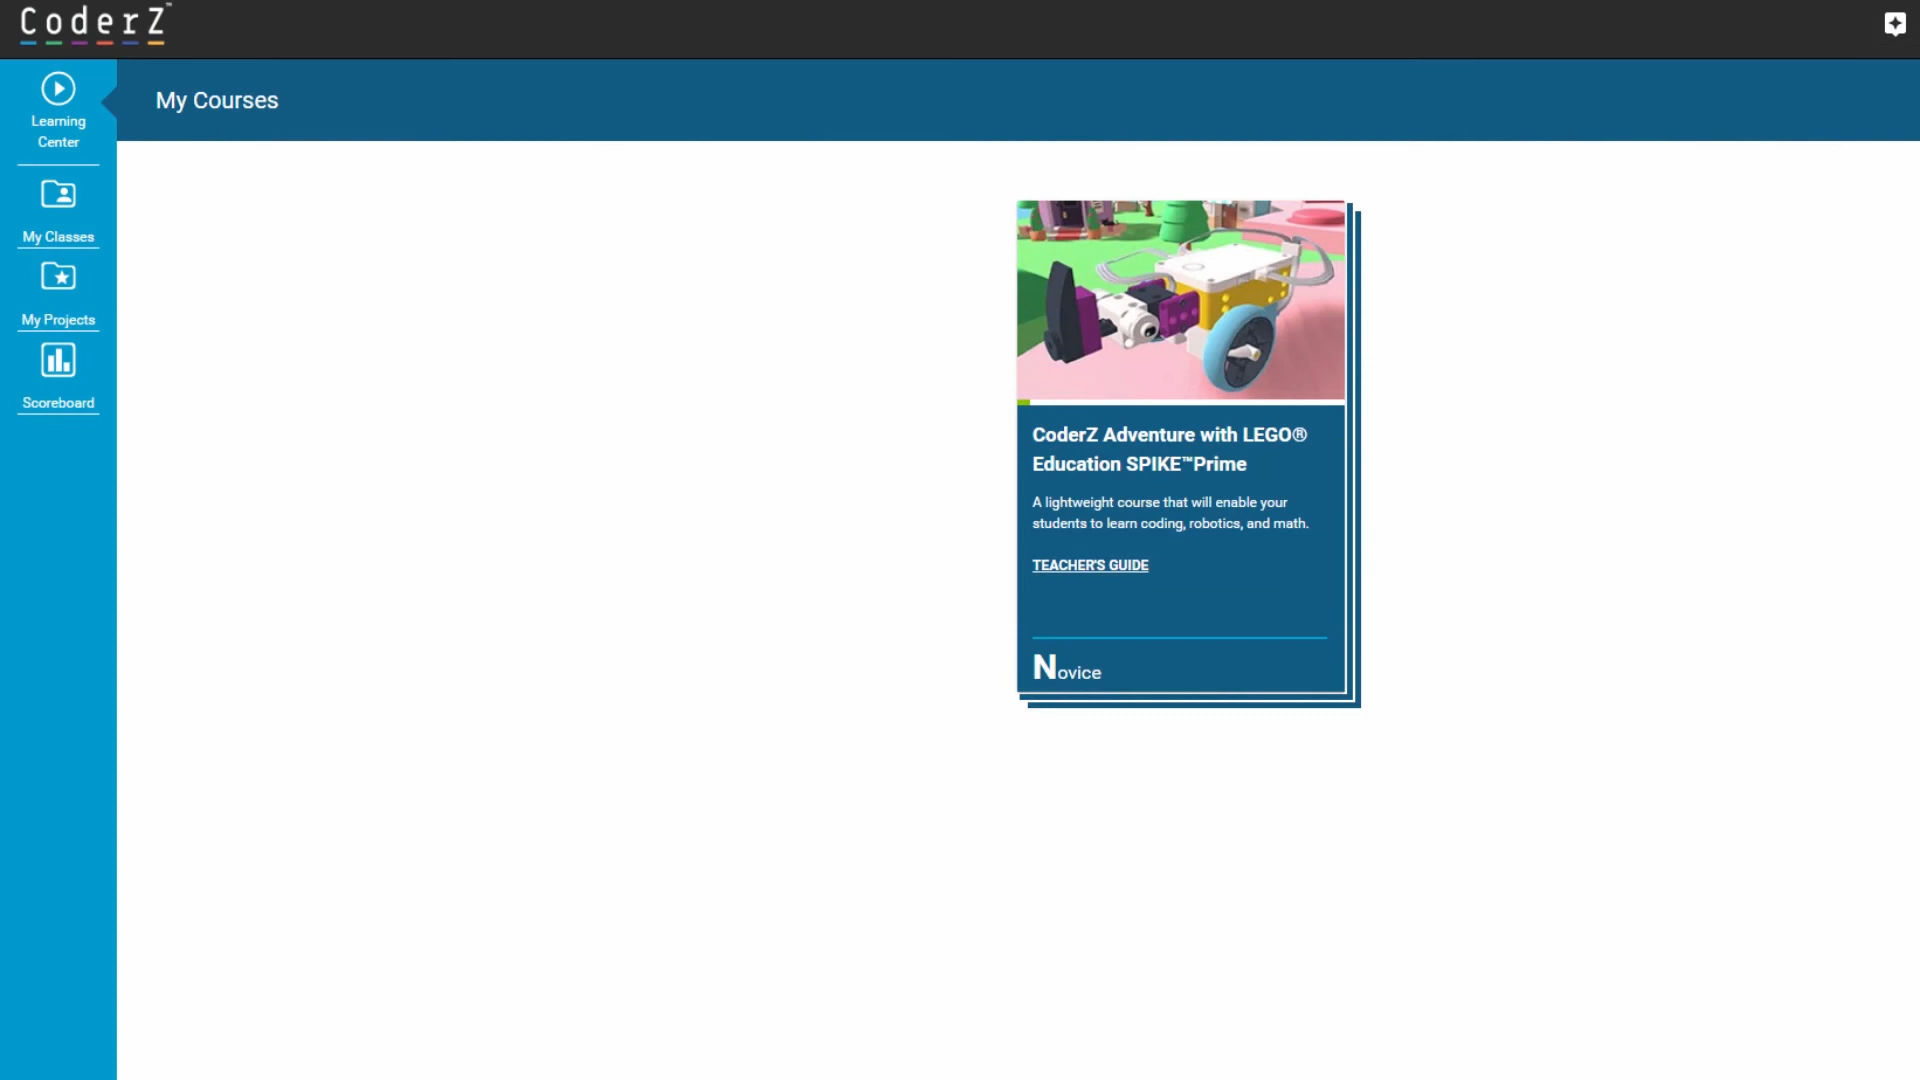 CoderZ™
My Courses
Learning
Center
My Classes
My Projects
Scoreboard
CoderZ Adventure with LEGO®
Education SPIKE™Prime
A lightweight course that will enable your
students to learn coding, robotics, and math.
TEACHER'S GUIDE
Novice